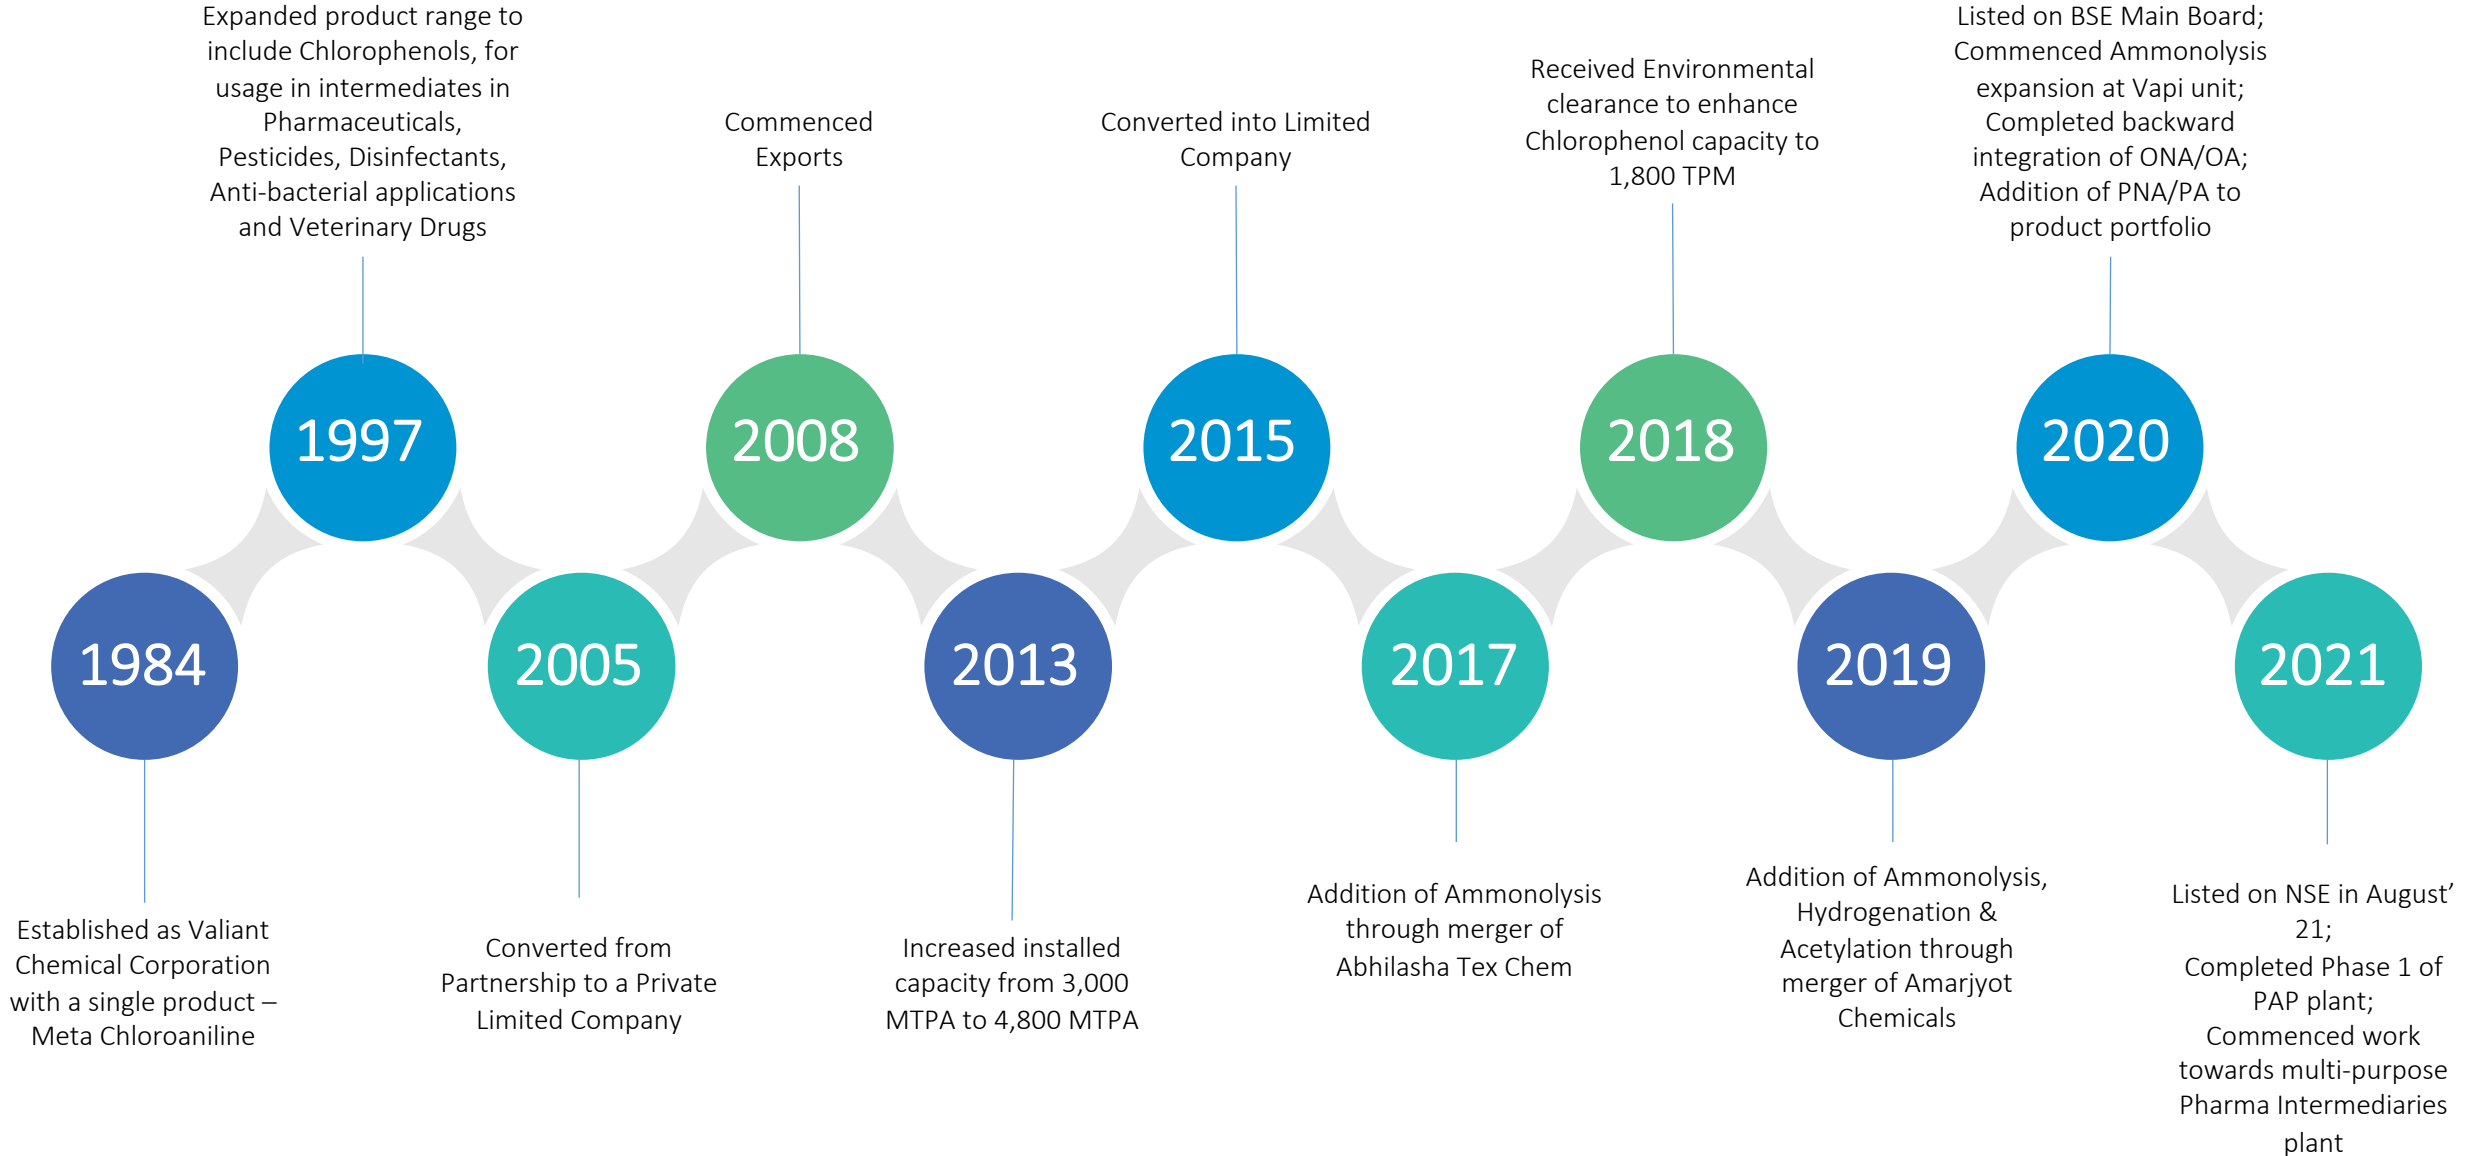 Expanded product range to
include Chlorophenols, for
usage in intermediates in
Pharmaceuticals,
Pesticides, Disinfectants,
Anti-bacterial applications
and Veterinary Drugs
Commenced
Exports
Converted into Limited
Company
Received Environmental
clearance to enhance
Chlorophenol capacity to
1,800 TPM
Listed on BSE Main Board;
Commenced Ammonolysis
expansion at Vapi unit;
Completed backward
integration of ONA/OA;
Addition of PNA/PA to
product portfolio
1997
2008
2015
2018
2020
1984
2005
2013
2017
2019
2021
Established as Valiant
Chemical Corporation
with a single product –
Meta Chloroaniline
Converted from
Partnership to a Private
Limited Company
Increased installed
capacity from 3,000
MTPA to 4,800 MTPA
Addition of Ammonolysis
through merger of
Abhilasha Tex Chem
Addition of Ammonolysis,
Hydrogenation &
Acetylation through
merger of Amarjyot
Chemicals
Listed on NSE in August’
21;
Completed Phase 1 of
PAP plant;
Commenced work
towards multi-purpose
Pharma Intermediaries
plant